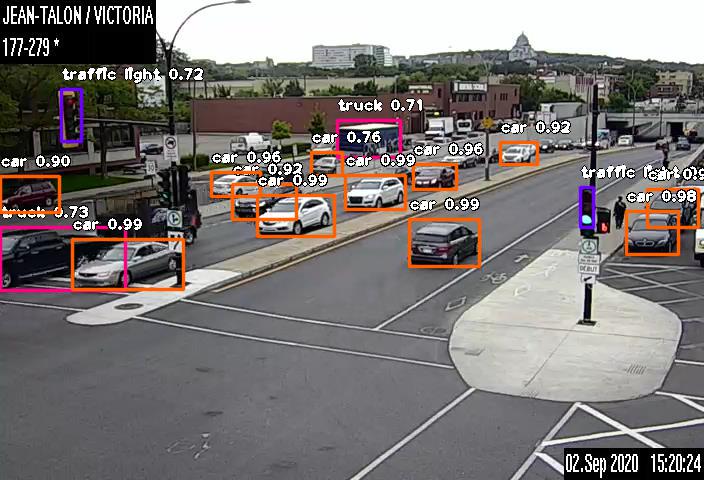 JEAN-TALON / VICTORIA
177-279 *
traffic light 0.72
truck 0.71
car 0.76
car 0.92
car 0.90
car 0.96
car 0.92
car 0.99
car 0.99
car 0.96
truck 0.73
car 0.99
car 0.99
traffic
car 0.98
DÉBUT
02.Sep 2020 15:20:24